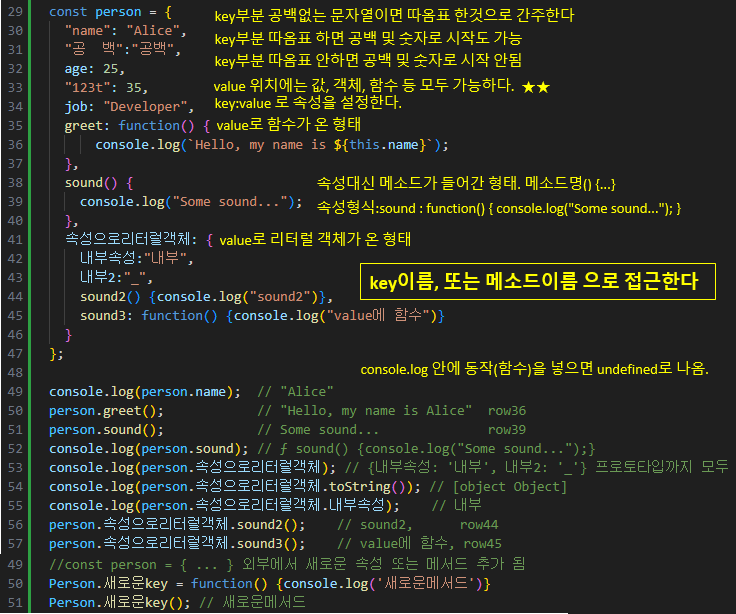 29 const person = { key부분 공백없는 문자열이면 따옴표 한것으로 간주한다
30 "name": "Alice", key부분 따옴표 하면 공백 및 숫자로 시작도 가능
31 "공  백":"공백", key부분 따옴표 안하면 공백 및 숫자로 시작 안됨
32 age: 25,
33 "123t": 35, value 위치에는 값, 객체, 함수 등 모두 가능하다. ★★
34 job: "Developer", key:value 로 속성을 설정한다.
35 greet: function() { value로 함수가 온 형태
36 console.log(`Hello, my name is ${this.name}`);
37 },
38 sound() { 속성대신 메소드가 들어간 형태. 메소드명() {...}
39 console.log("Some sound..."); 속성형식:sound : function() { console.log("Some sound..."); }
40 },
41 속성으로리터럴객체: { value로 리터럴 객체가 온 형태
42 내부속성:"내부",
43 내부2:"_", key이름, 또는 메소드이름 으로 접근한다
44 sound2() {console.log("sound2")},
45 sound3: function() {console.log("value에 함수")}
46 }
47 };
48 console.log 안에 동작(함수)을 넣으면 undefined로 나옴.
49 console.log(person.name); // "Alice"
50 person.greet(); // "Hello, my name is Alice" row36
51 person.sound(); // Some sound... row39
52 console.log(person.sound); // ƒ sound() {console.log("Some sound...");}
53 console.log(person.속성으로리터럴객체); // {내부속성: '내부', 내부2: '_'} 프로토타입까지 모두
54 console.log(person.속성으로리터럴객체.toString()); // [object Object]
55 console.log(person.속성으로리터럴객체.내부속성); // 내부
56 person.속성으로리터럴객체.sound2(); // sound2, row44
57 person.속성으로리터럴객체.sound3(); // value에 함수, row45
49 //const person = { ... } 외부에서 새로운 속성 또는 메서드 추가 됨
50 Person.새로운key = function() {console.log('새로운메서드')}
51 Person.새로운key(); // 새로운메서드